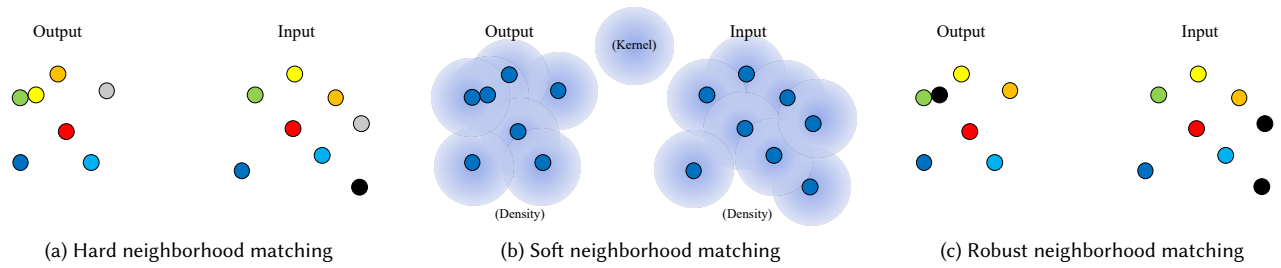 Output Input
Output (Kernel) Input
Output Input
(Density) (Density)
(a) Hard neighborhood matching
(b) Soft neighborhood matching
(c) Robust neighborhood matching